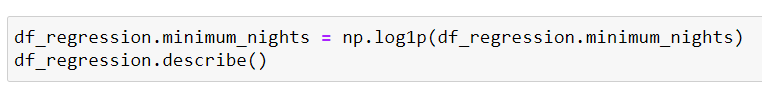 df_regression.minimum_nights = np.log1p(df_regression.minimum_nights)
df_regression.describe()